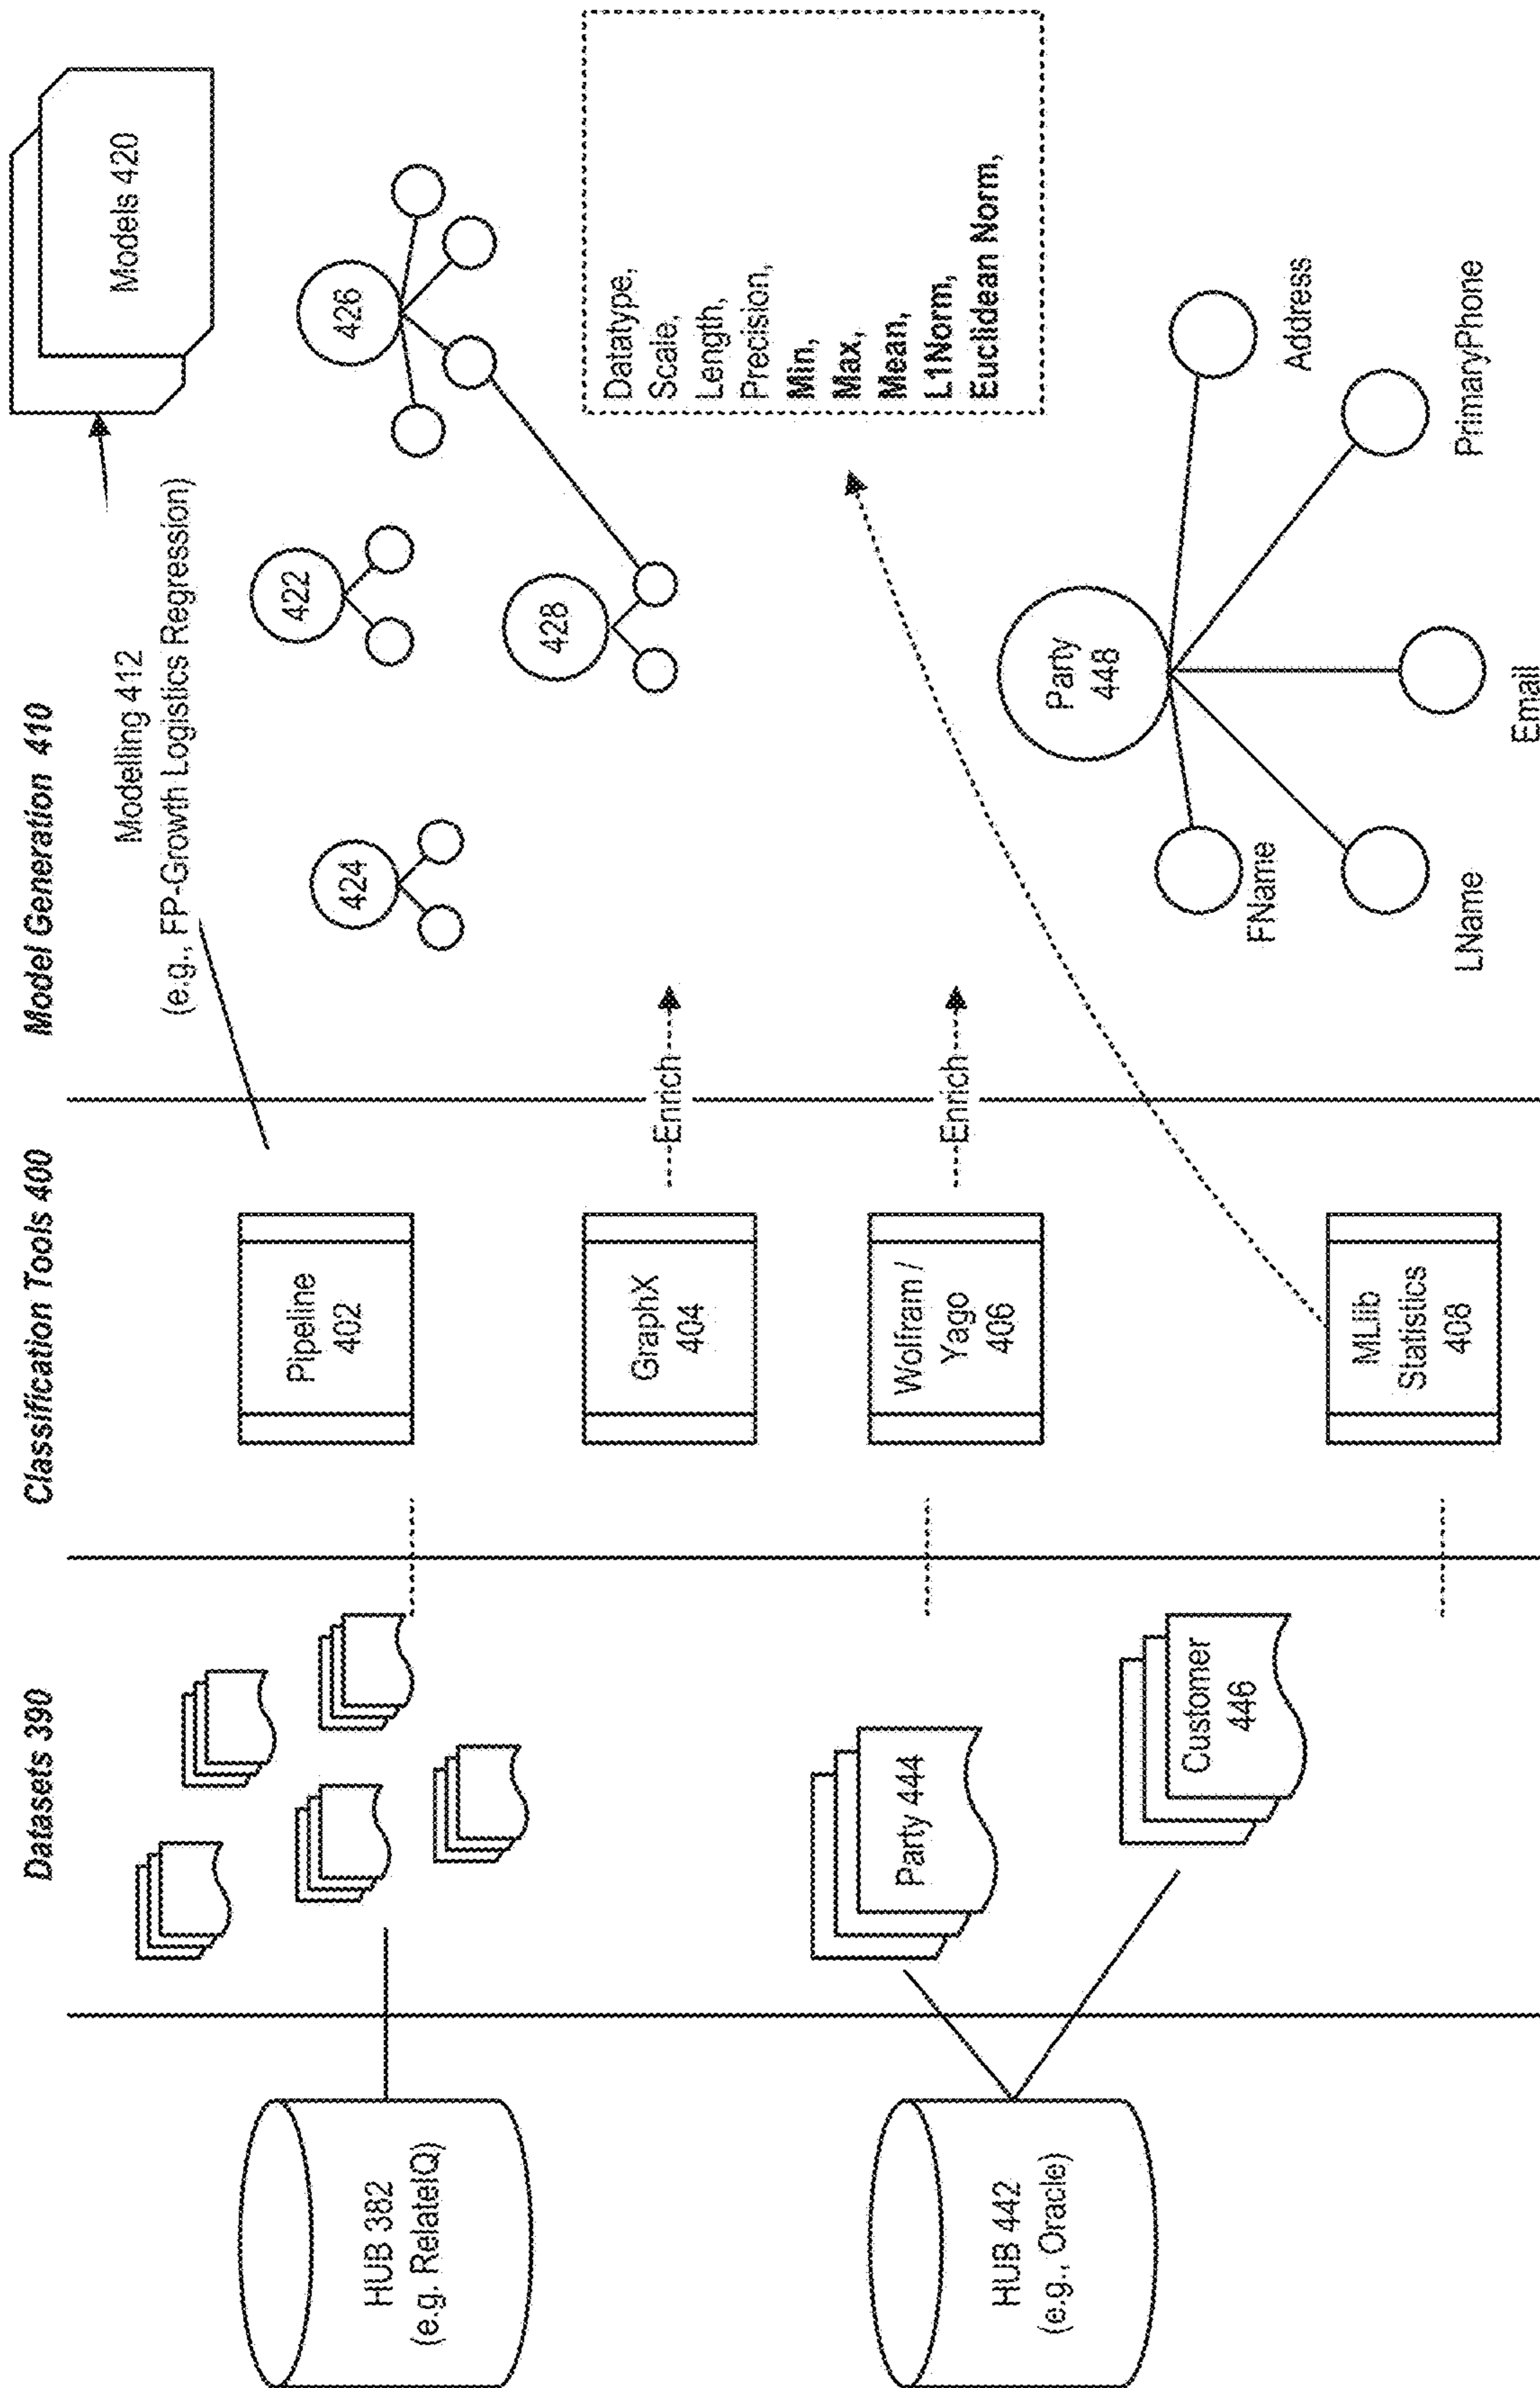 Datasets 390
Classification Tools 400
Model Generation 410
HUB 382
(e.g. RelateIQ)
HUB 442
(e.g., Oracle)
Party 444
Customer
446
Pipeline
402
GraphX
404
Wolfram /
Yago
406
MLlib
Statistics
408
Enrich
Enrich
Modelling 412
(e.g., FP-Growth Logistics Regression)
Models 420
424
422
426
428
Datatype,
Scale,
Length,
Precision,
Min,
Max,
Mean,
L1Norm,
Euclidean Norm,
Party
448
FName
LName
Email
PrimaryPhone
Address